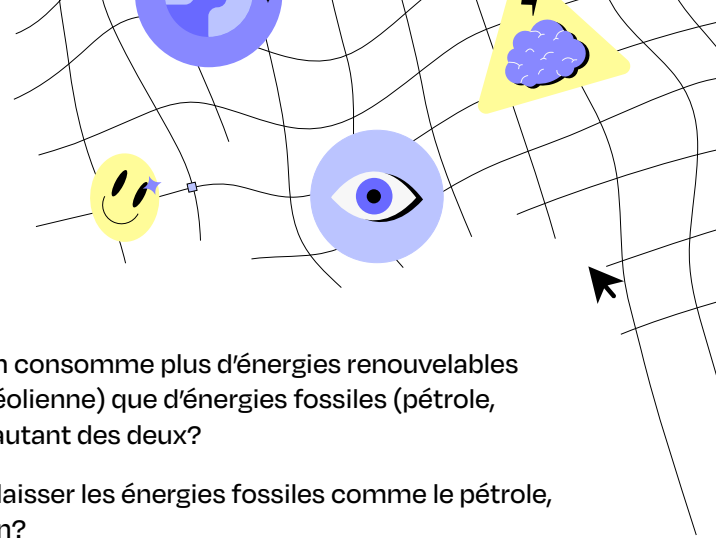 consomme plus d’énergies renouvelables
éolienne) que d’énergies fossiles (pétrole,
autant des deux?
laisser les énergies fossiles comme le pétrole,